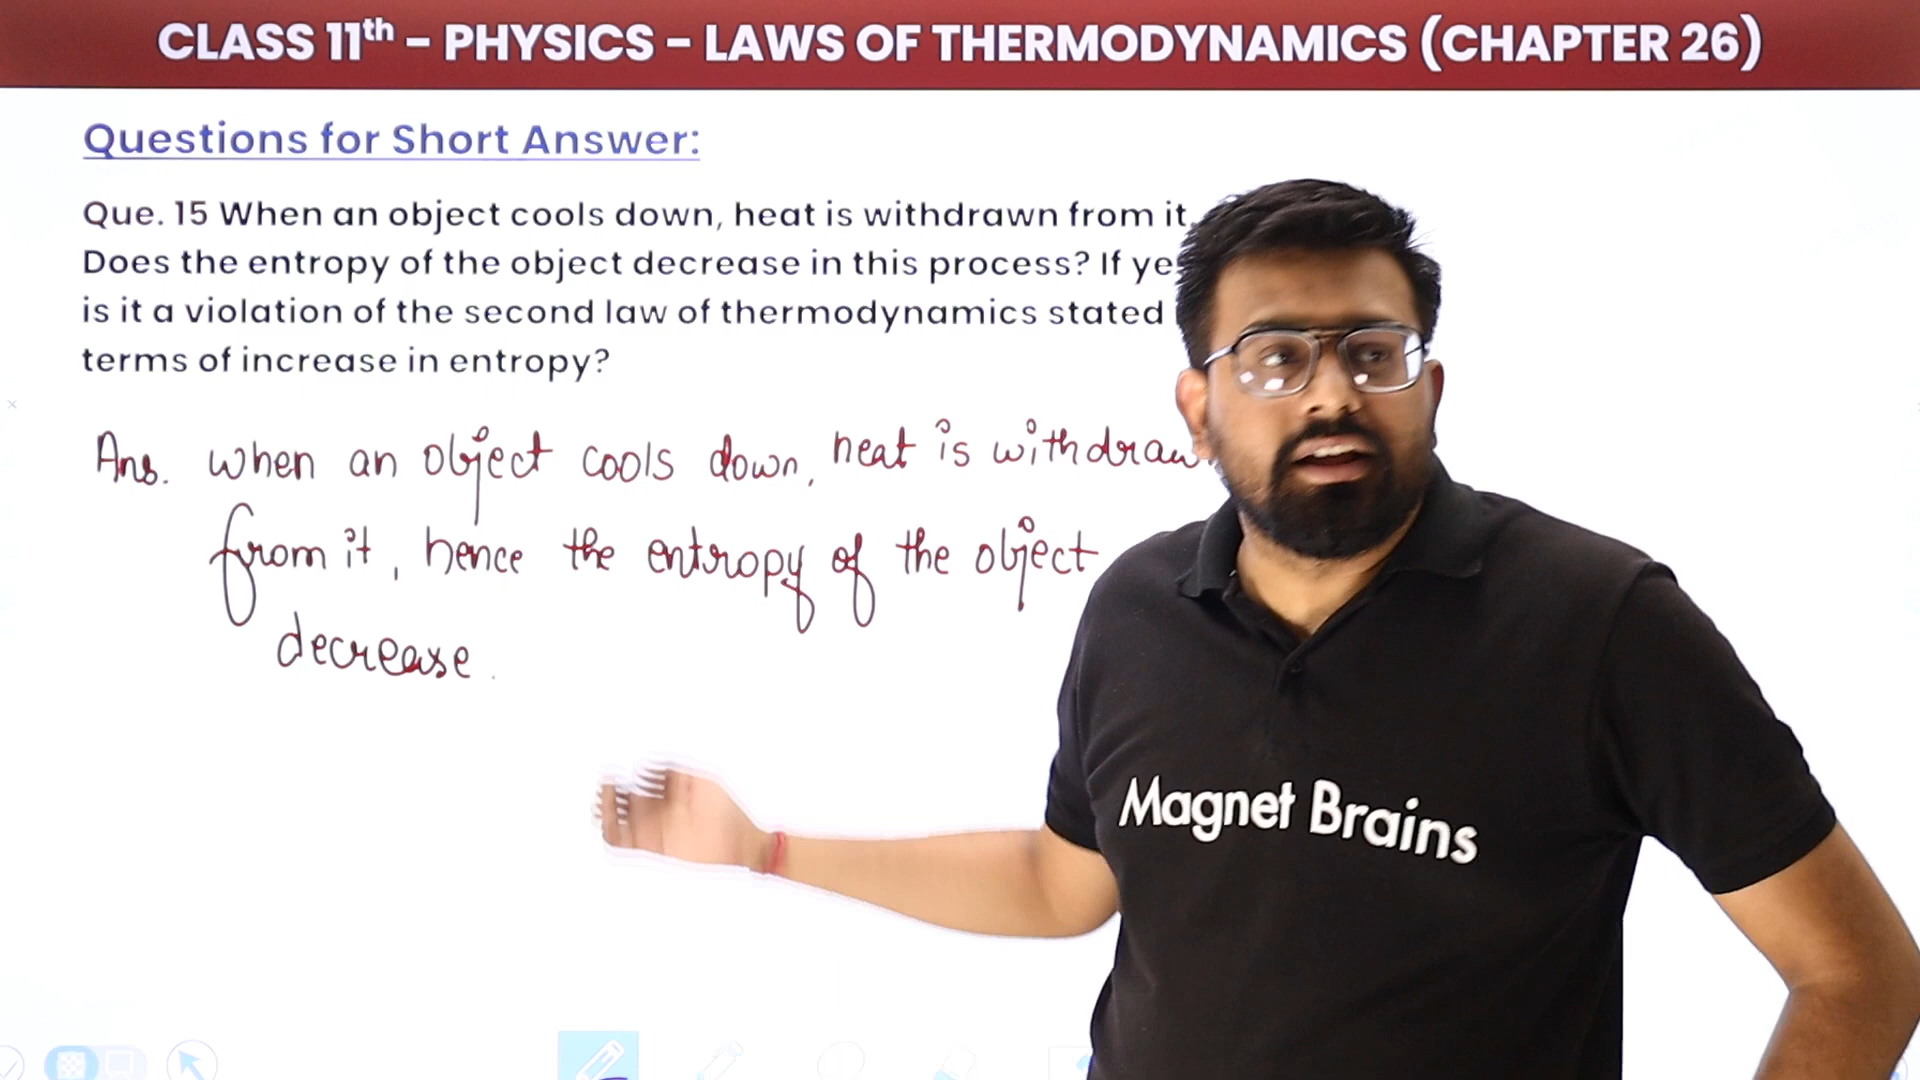 CLASS 11th - PHYSICS - LAWS OF THERMODYNAMICS (CHAPTER 26)
Questions for Short Answer:
Que. 15 When an object cools down, heat is withdrawn from it.
Does the entropy of the object decrease in this process? If yes
is it a violation of the second law of thermodynamics stated
terms of increase in entropy?
Ans. when an object cools down, heat is withdraw
from it, hence the entropy of the object
decrease.
Magnet Brains